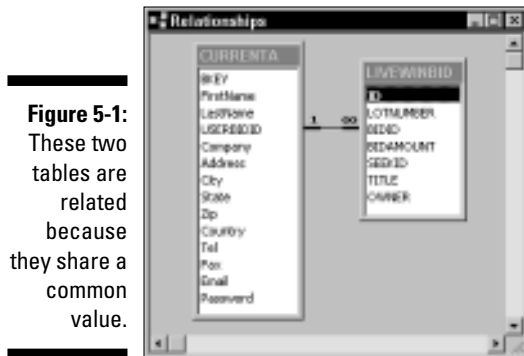 Relationships
CURRENTA
BKEY
FirstName
LastName
USERBIDID
Company
Address
City
State
Zip
Country
Tel
Fax
Email
Password
1 ∞
LIVEWINBID
ID
LOTNUMBER
BIDID
BIDAMOUNT
SEEKID
TITLE
OWNER
Figure 5-1:
These two
tables are
related
because
they share a
common
value.